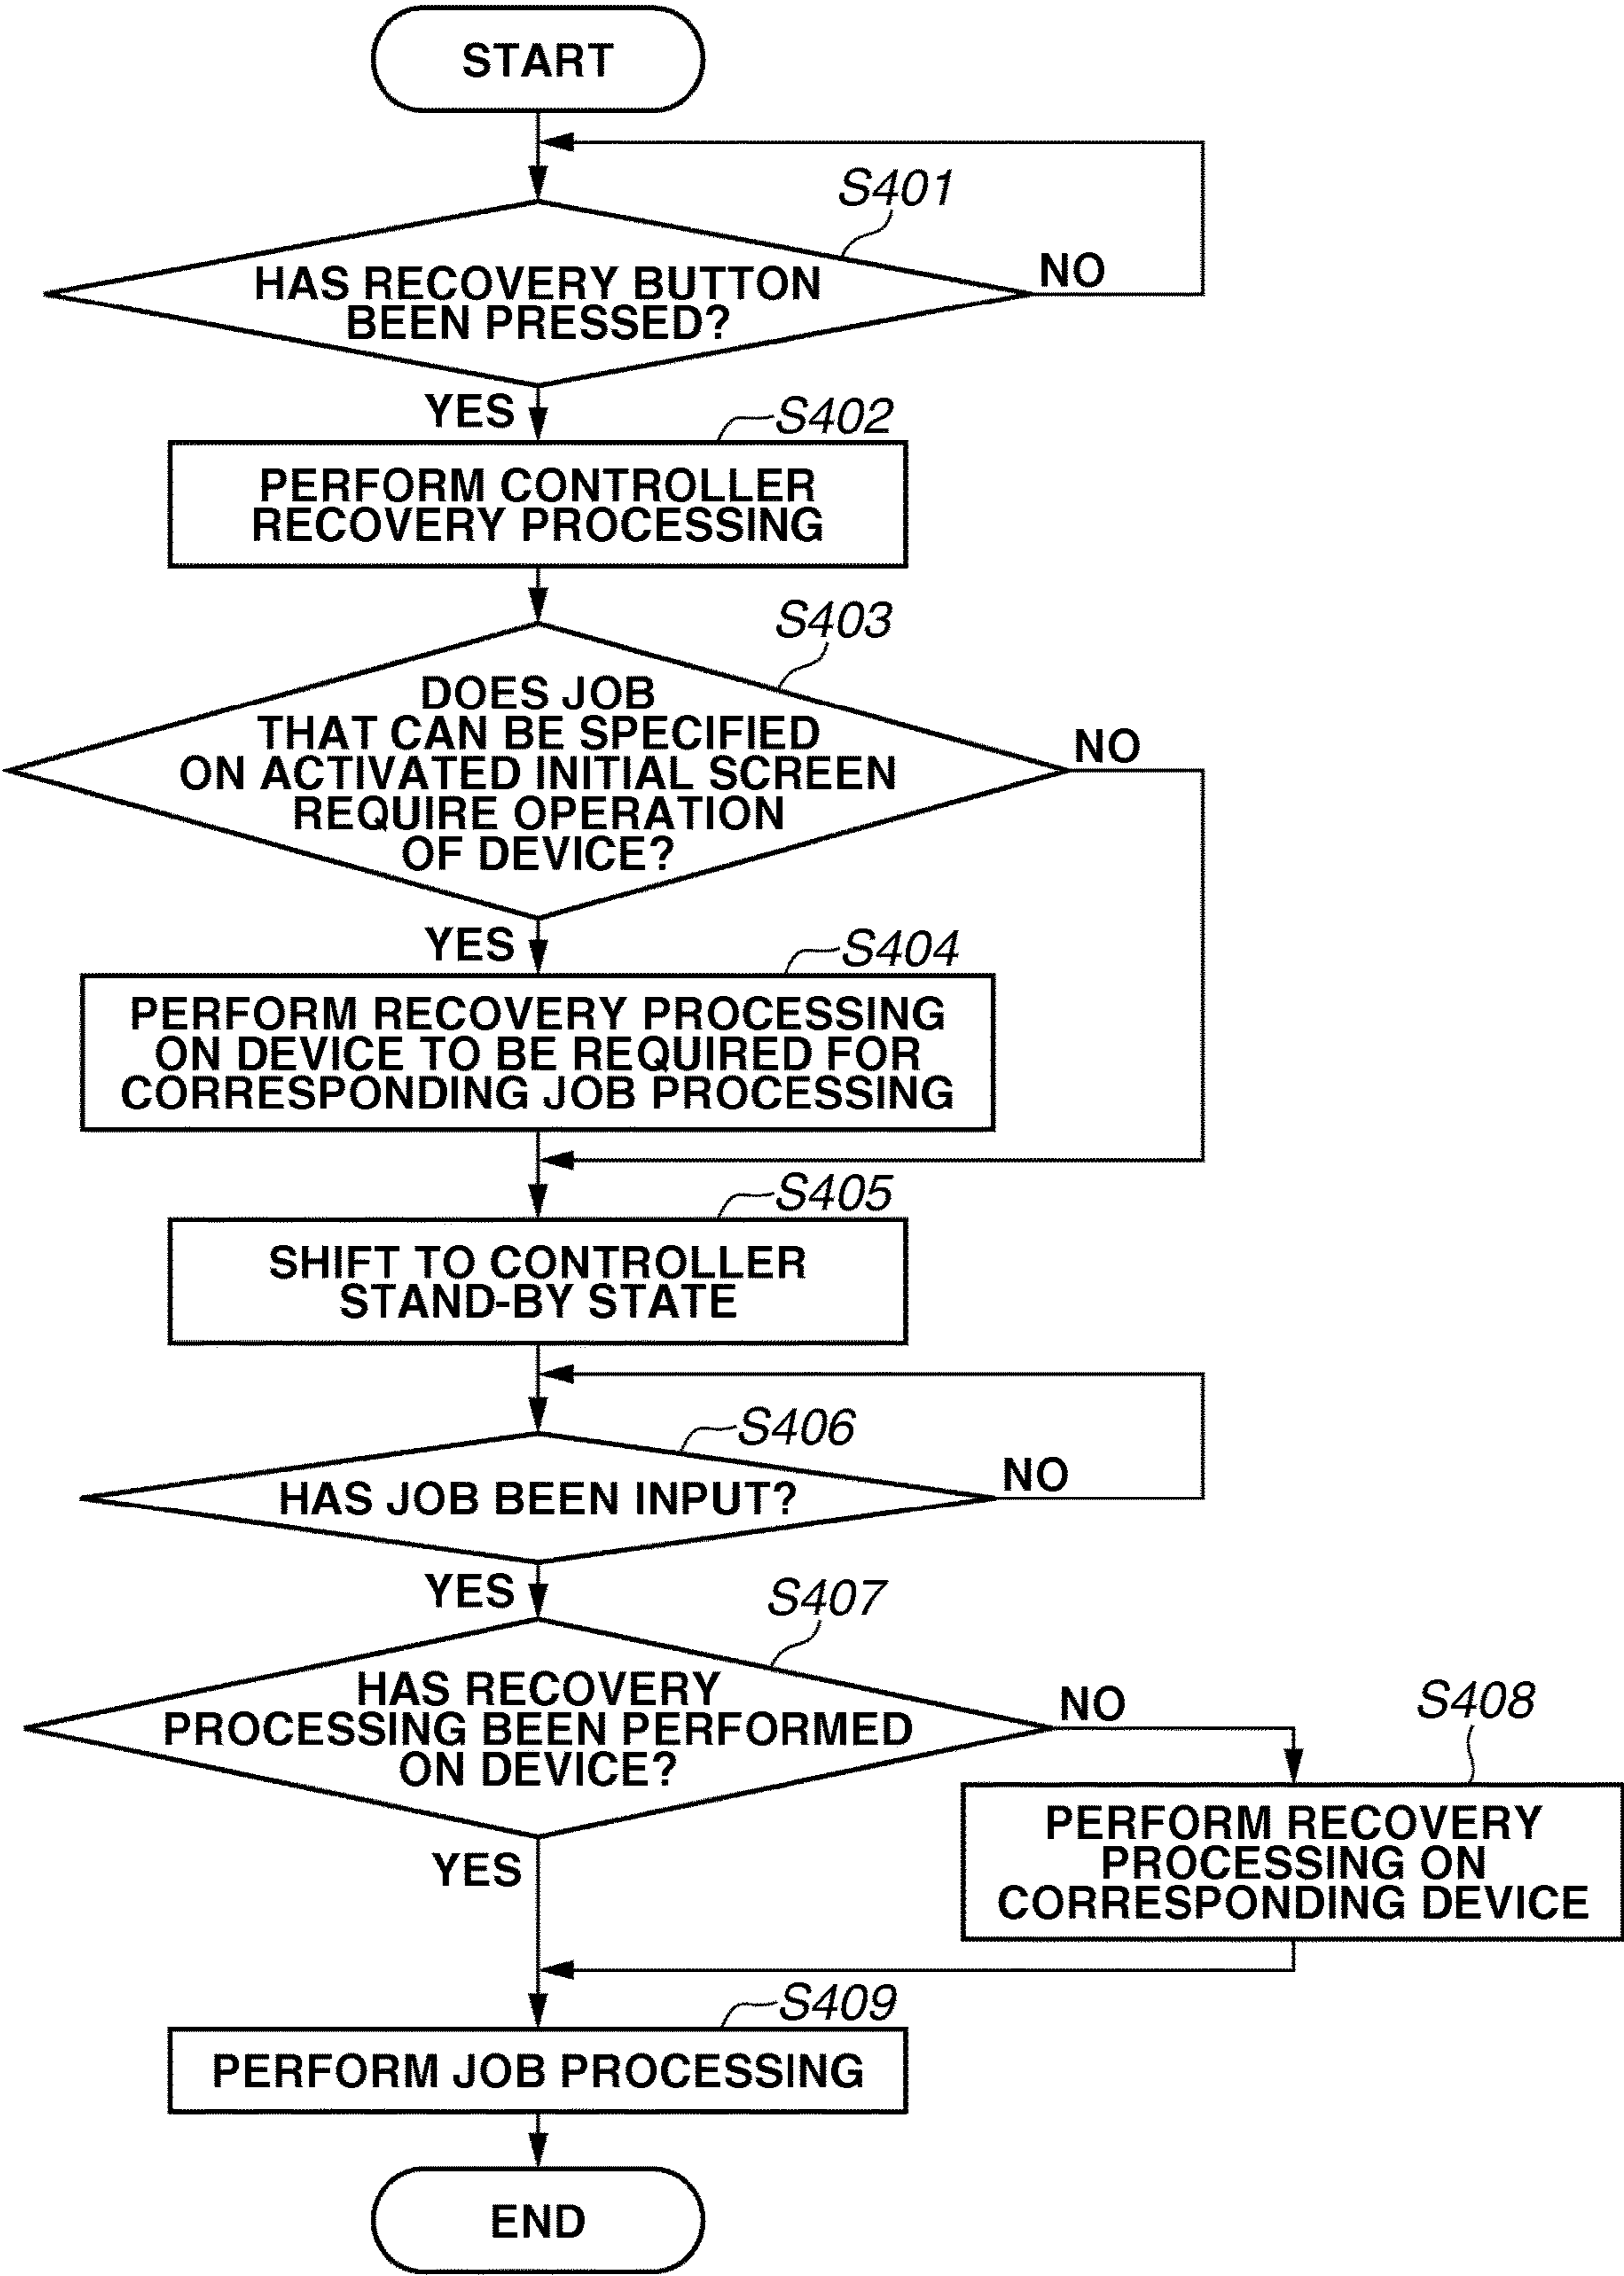 START
S401
HAS RECOVERY BUTTON
BEEN PRESSED?
NO
YES
S402
PERFORM CONTROLLER
RECOVERY PROCESSING
S403
DOES JOB
THAT CAN BE SPECIFIED
ON ACTIVATED INITIAL SCREEN
REQUIRE OPERATION
OF DEVICE?
NO
YES
S404
PERFORM RECOVERY PROCESSING
ON DEVICE TO BE REQUIRED FOR
CORRESPONDING JOB PROCESSING
S405
SHIFT TO CONTROLLER
STAND-BY STATE
S406
HAS JOB BEEN INPUT?
NO
YES
S407
HAS RECOVERY
PROCESSING BEEN PERFORMED
ON DEVICE?
NO
S408
PERFORM RECOVERY
PROCESSING ON
CORRESPONDING DEVICE
YES
S409
PERFORM JOB PROCESSING
END